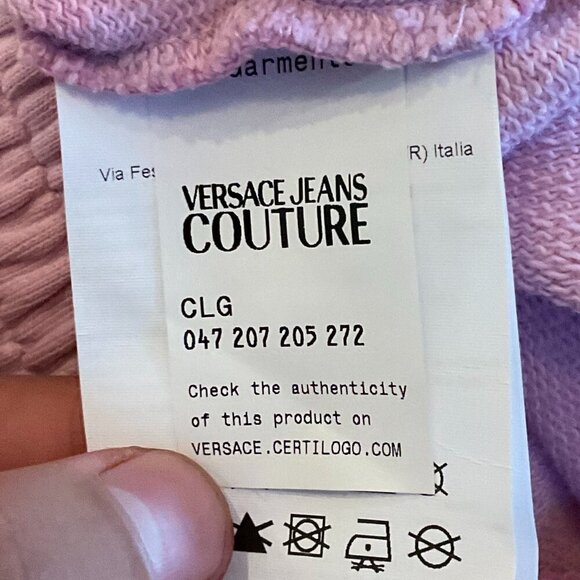 Via Fes
R) Italia
VERSACE JEANS
COUTURE
CLG
047 207 205 272
Check the authenticity
of this product on
VERSACE.CERTILOGO.COM